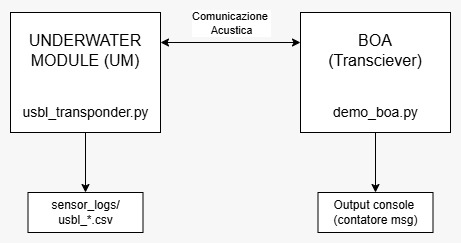 Comunicazione
Acustica
UNDERWATER
MODULE (UM)
usbl_transponder.py
BOA
(Transciever)
demo_boa.py
sensor_logs/
usbl_*.csv
Output console
(contatore msg)